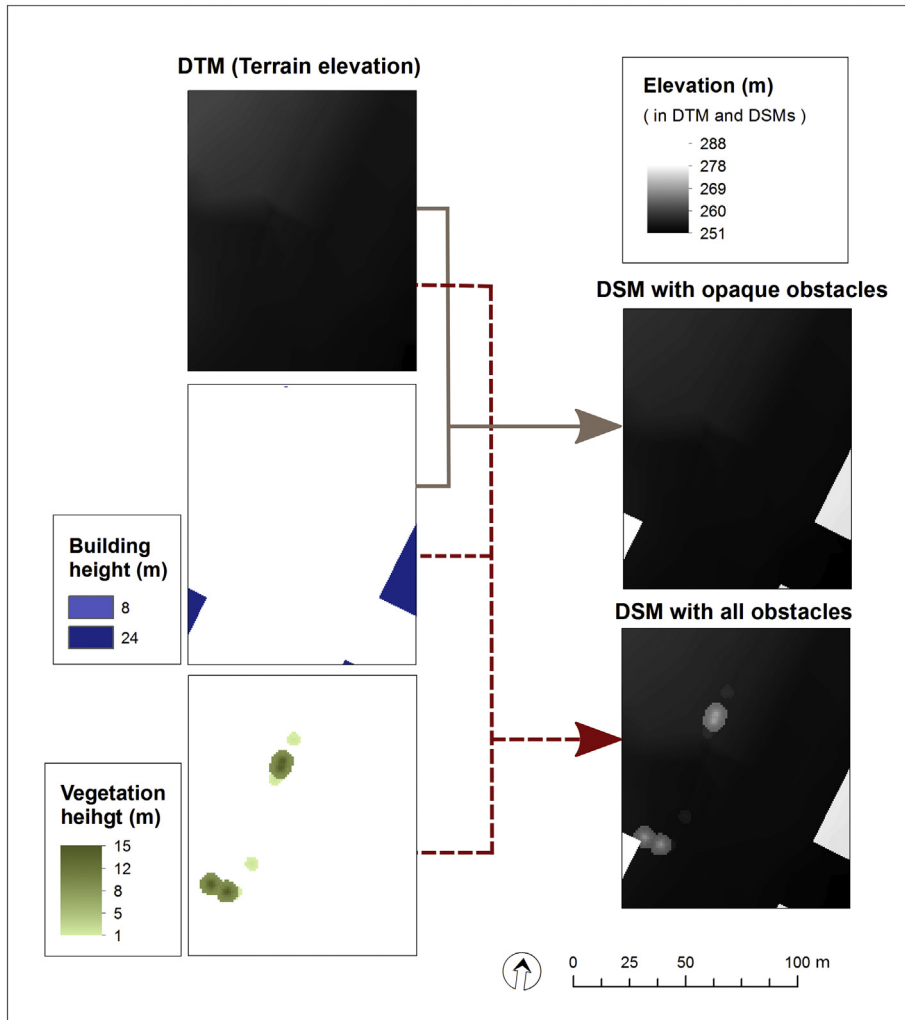 DTM (Terrain elevation)
Elevation (m)
( in DTM and DSMs )
288
278
269
260
251
DSM with opaque obstacles
Building
height (m)
8
24
DSM with all obstacles
Vegetation
heihgt (m)
15
12
8
5
1
0 25 50 100 m